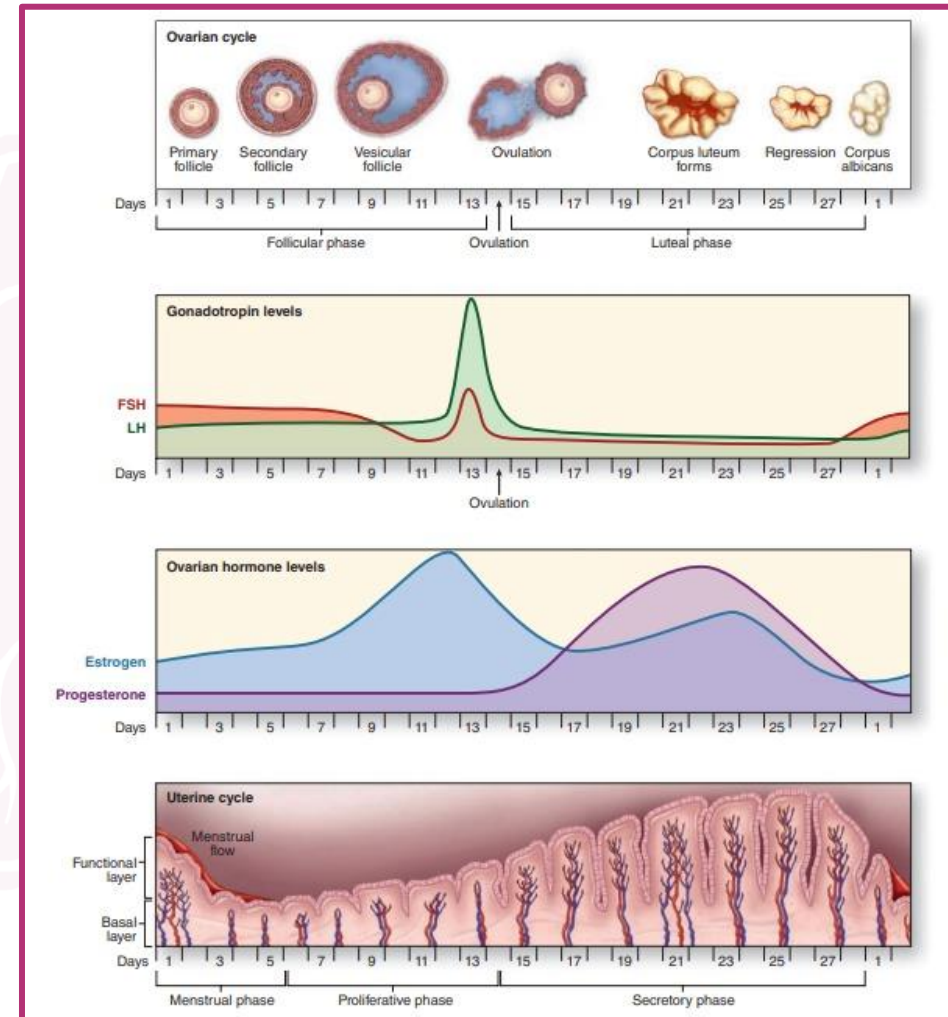 Ovarian cycle
Primary
follicle
Secondary
follicle
Vesicular
follicle
Ovulation
Corpus luteum
forms
Regression
Corpus
albicans
Days 1 3 5 7 9 11 13 15 17 19 21 23 25 27 1
Follicular phase Ovulation Luteal phase
Gonadotropin levels
FSH
LH
Days 1 3 5 7 9 11 13 15 17 19 21 23 25 27 1
Ovulation
Ovarian hormone levels
Estrogen
Progesterone
Days 1 3 5 7 9 11 13 15 17 19 21 23 25 27 1
Uterine cycle
Menstrual
flow
Functional
layer
Basal
layer
Days 1 3 5 7 9 11 13 15 17 19 21 23 25 27 1
Menstrual phase Proliferative phase Secretory phase